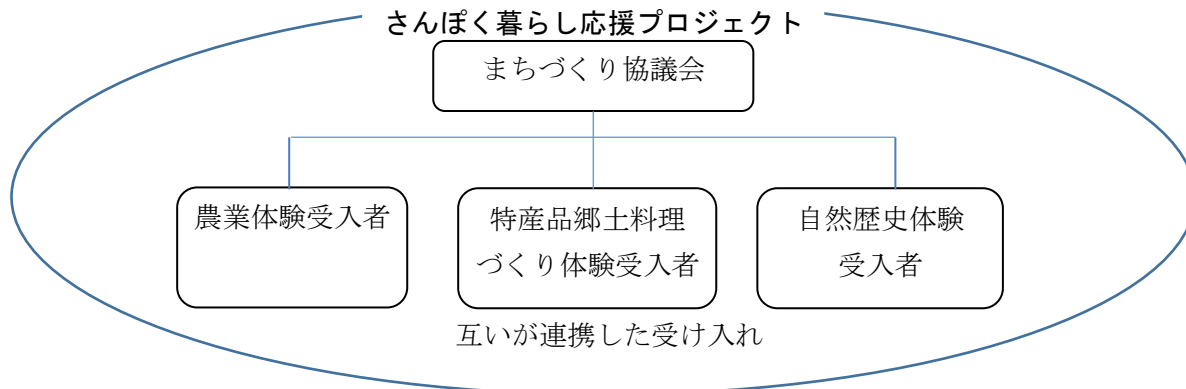 さんぽく暮らし応援プロジェクト
まちづくり協議会
農業体験受入者
特産品郷土料理
づくり体験受入者
自然歴史体験
受入者
互いが連携した受け入れ